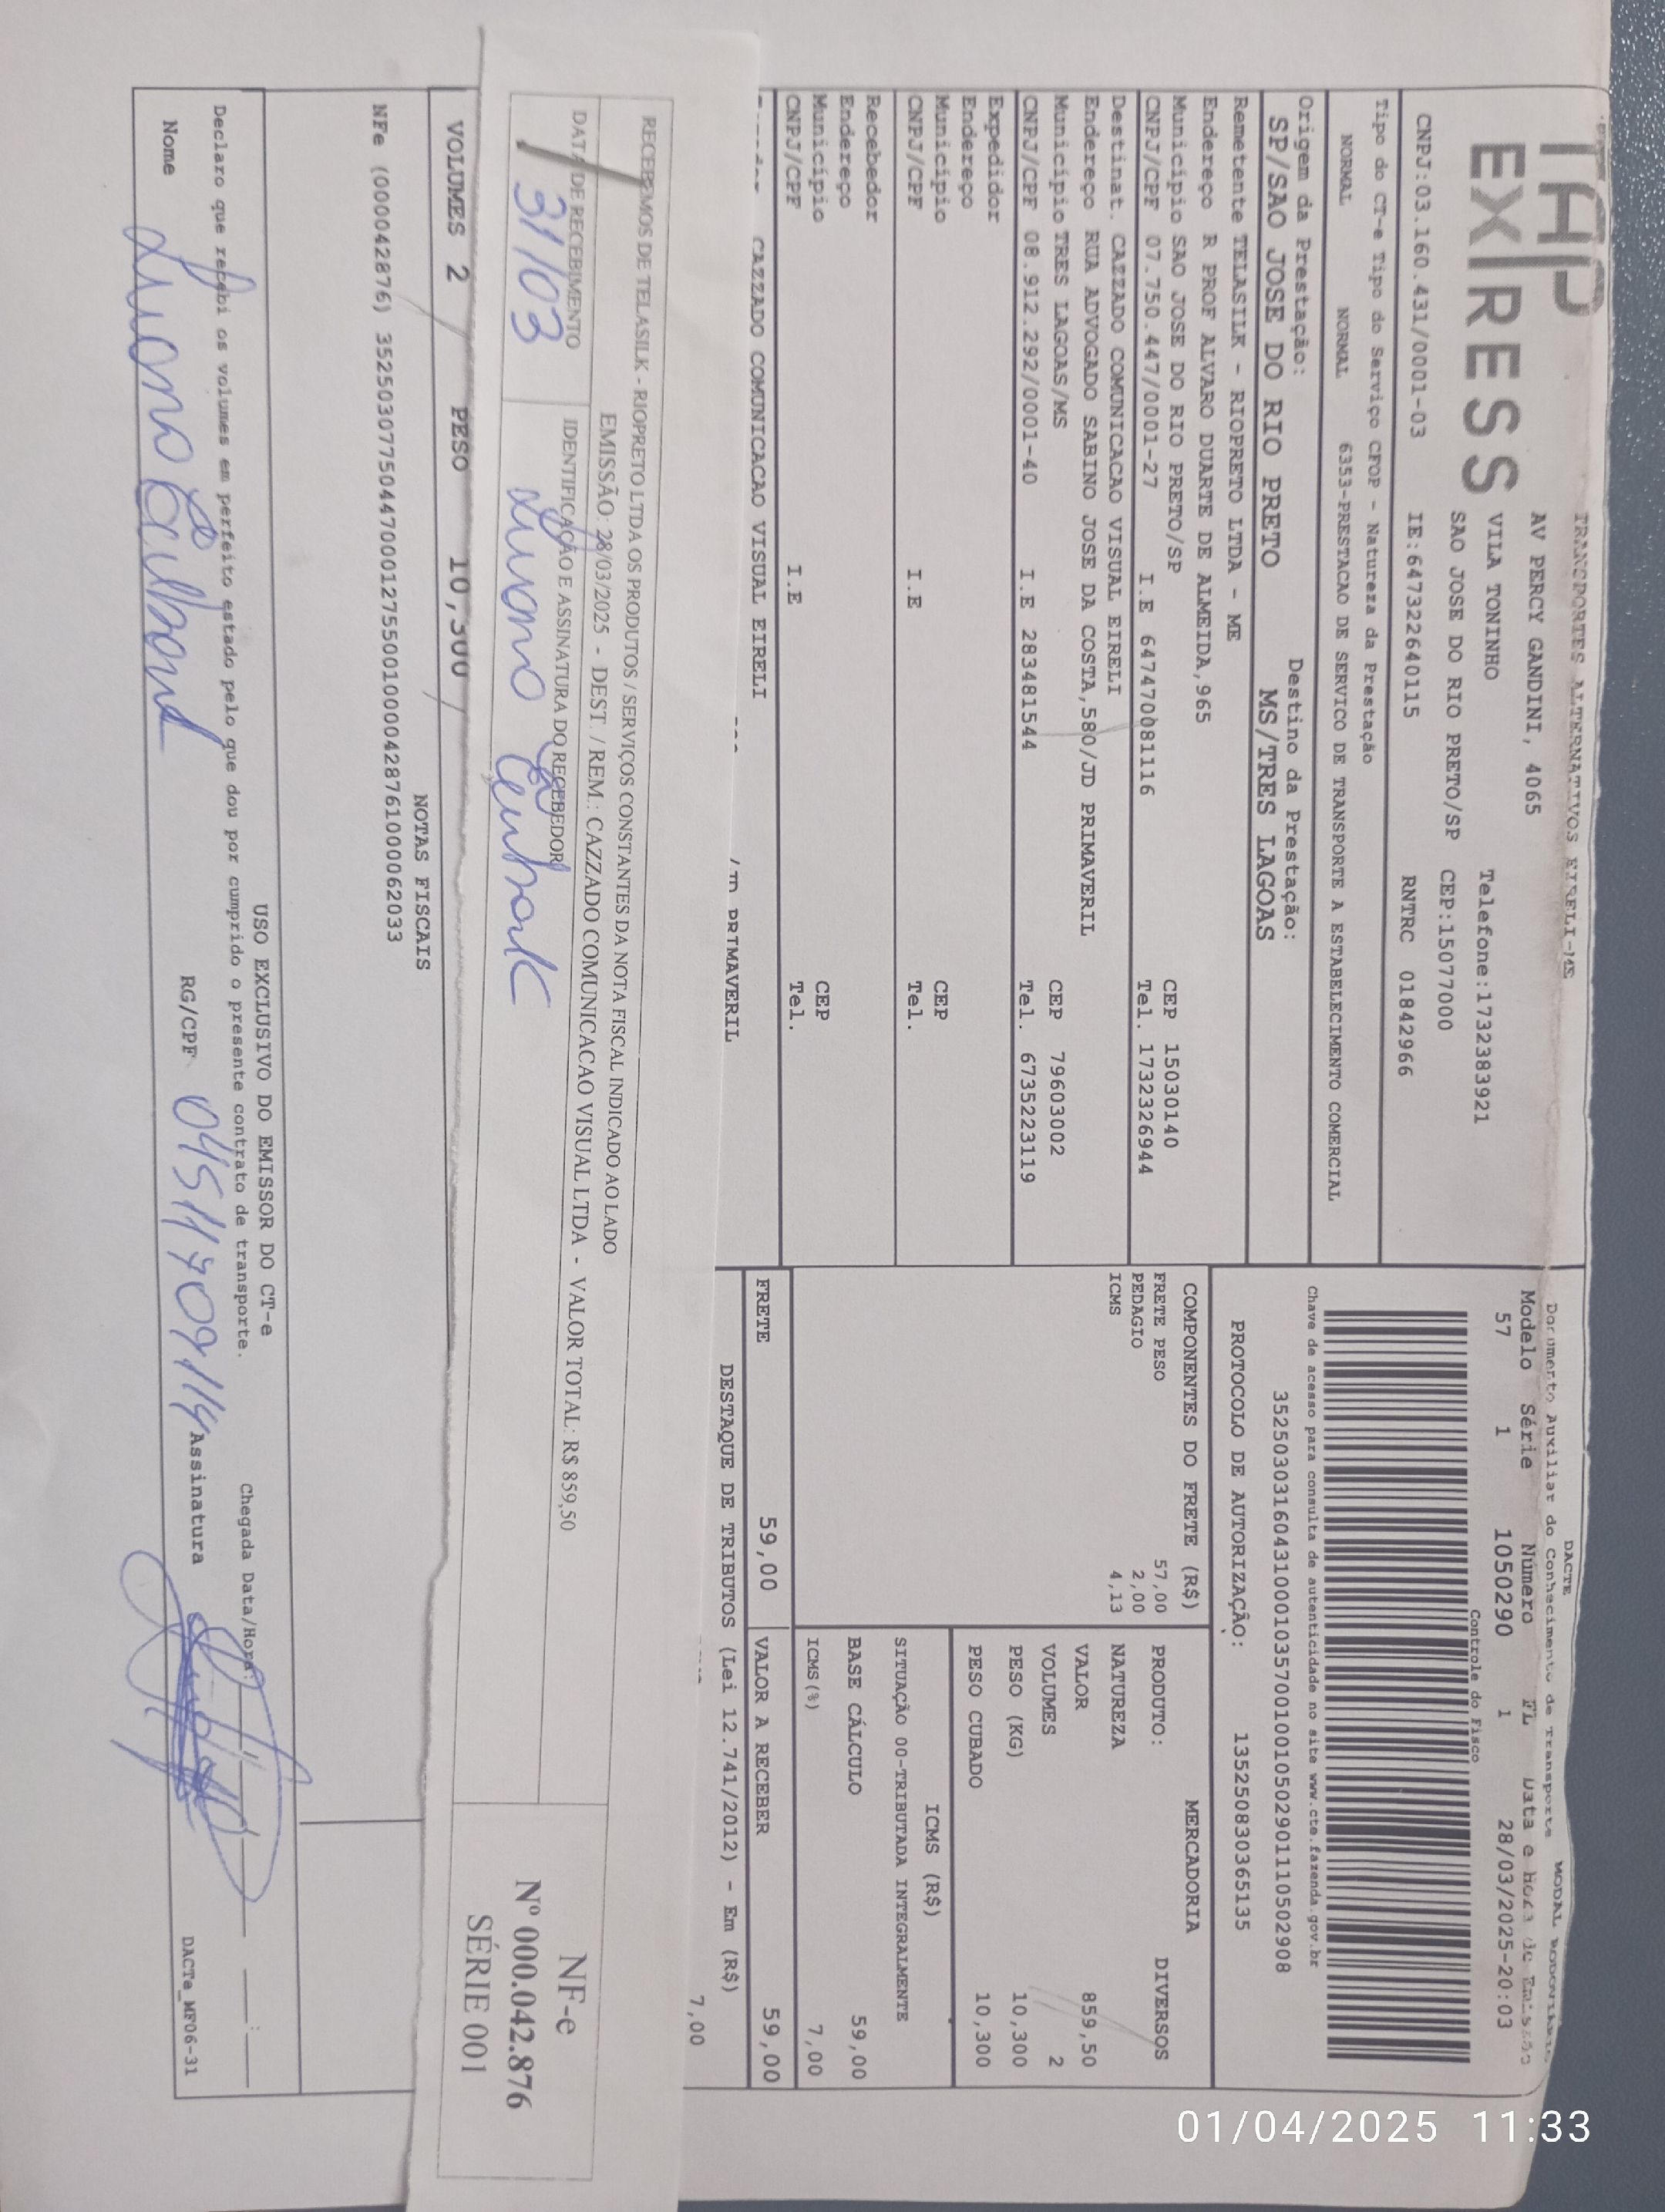 TAP
EXPRESS
TRANSPORTES ALTERNATIVOS EIRELI-ME
AV PERCY GANDINI, 4065
VILA TONINHO Telefone:1732383921
SAO JOSE DO RIO PRETO/SP CEP:15077000
CNPJ:03.160.431/0001-03 IE:647322640115 RNTRC 01842966
Tipo do CT-e Tipo do Serviço CFOP - Natureza da Prestação
NORMAL NORMAL 6353-PRESTACAO DE SERVICO DE TRANSPORTE A ESTABELECIMENTO COMERCIAL
Origem da Prestação: Destino da Prestação:
SP/SAO JOSE DO RIO PRETO MS/TRES LAGOAS
Remetente TELASILK - RIOPRETO LTDA - ME
Endereço R PROF ALVARO DUARTE DE ALMEIDA,965
Município SAO JOSE DO RIO PRETO/SP CEP 15030140
CNPJ/CPF 07.750.447/0001-27 I.E 647470081116 Tel. 1732326944
Destinat. CAZZADO COMUNICACAO VISUAL EIRELI
Endereço RUA ADVOGADO SABINO JOSE DA COSTA,580/JD PRIMAVERIL
Município TRES LAGOAS/MS CEP 79603002
CNPJ/CPF 08.912.292/0001-40 I.E 283481544 Tel. 6735223119
Expedidor
Endereço
Município CEP
CNPJ/CPF I.E Tel.
Recebedor
Endereço
Município CEP
CNPJ/CPF I.E Tel.
CAZZADO COMUNICACAO VISUAL EIRELI
/JD PRIMAVERIL
DACTE
Documento Auxiliar do Conhecimento de Transporte
MODAL RODOVIARIO
Modelo Série Número FL Data e hora de Emissão
57 1 1050290 1 28/03/2025-20:03
Controle do Fisco
Chave de acesso para consulta de autenticidade no site www.cte.fazenda.gov.br
35250303160431000103570010010502901110502908
PROTOCOLO DE AUTORIZAÇÃO: 135250830365135
COMPONENTES DO FRETE (R$)
FRETE PESO 57,00
PEDAGIO 2,00
ICMS 4,13
MERCADORIA
PRODUTO: DIVERSOS
NATUREZA
VALOR 859,50
VOLUMES 2
PESO (KG) 10,300
PESO CUBADO 10,300
ICMS (R$)
SITUAÇÃO 00-TRIBUTADA INTEGRALMENTE
BASE CÁLCULO 59,00
ICMS(%) 7,00
FRETE 59,00 VALOR A RECEBER 59,00
DESTAQUE DE TRIBUTOS (Lei 12.741/2012) - Em (R$)
7,00
RECEBEMOS DE TELASILK - RIOPRETO LTDA OS PRODUTOS / SERVIÇOS CONSTANTES DA NOTA FISCAL INDICADO AO LADO
EMISSÃO: 28/03/2025 - DEST / REM.: CAZZADO COMUNICACAO VISUAL LTDA - VALOR TOTAL: R$ 859,50
DATA DE RECEBIMENTO IDENTIFICAÇÃO E ASSINATURA DO RECEBEDOR
31/03
NF-e
Nº 000.042.876
SÉRIE 001
VOLUMES 2 PESO 10,300
NOTAS FISCAIS
NFe (000042876) 35250307750447000127550010000428761000062033
USO EXCLUSIVO DO EMISSOR DO CT-e
Declaro que recebi os volumes em perfeito estado pelo que dou por cumprido o presente contrato de transporte.
Chegada Data/Hora:
Nome RG/CPF Assinatura
DACTe_MF06-31
01/04/2025 11:33